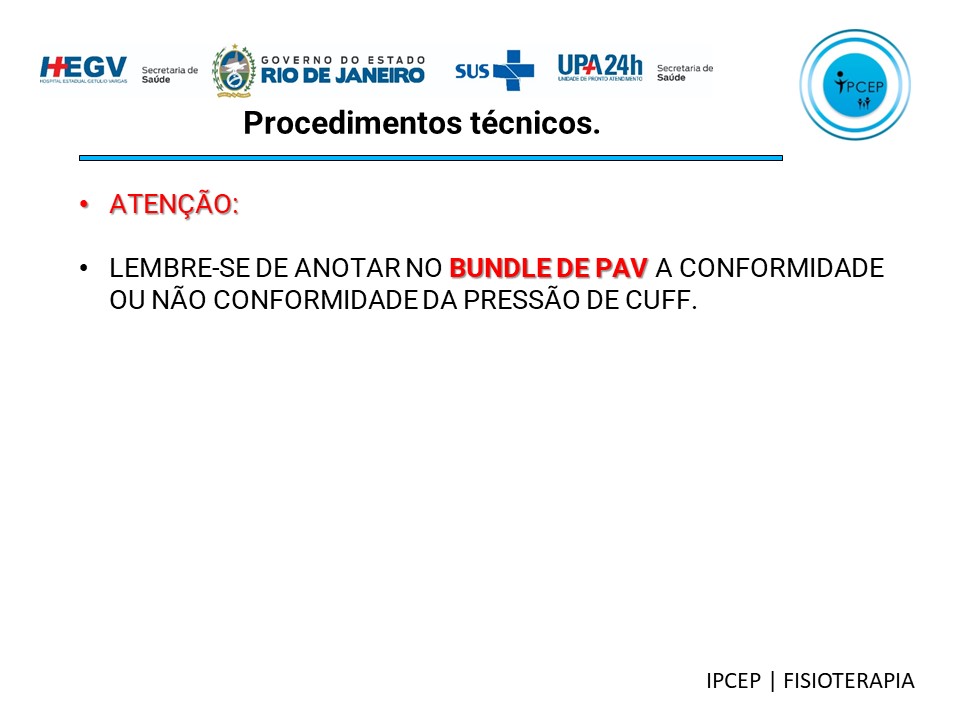 HEGV
HOSPITAL ESTADUAL GETÚLIO VARGAS
Secretaria de
Saúde
GOVERNO DO ESTADO
RIO DE JANEIRO
SUS
UPA 24h
UNIDADE DE PRONTO ATENDIMENTO
Secretaria de
Saúde
IPCEP
Procedimentos técnicos.
• ATENÇÃO:
• LEMBRE-SE DE ANOTAR NO BUNDLE DE PAV A CONFORMIDADE
OU NÃO CONFORMIDADE DA PRESSÃO DE CUFF.
IPCEP | FISIOTERAPIA